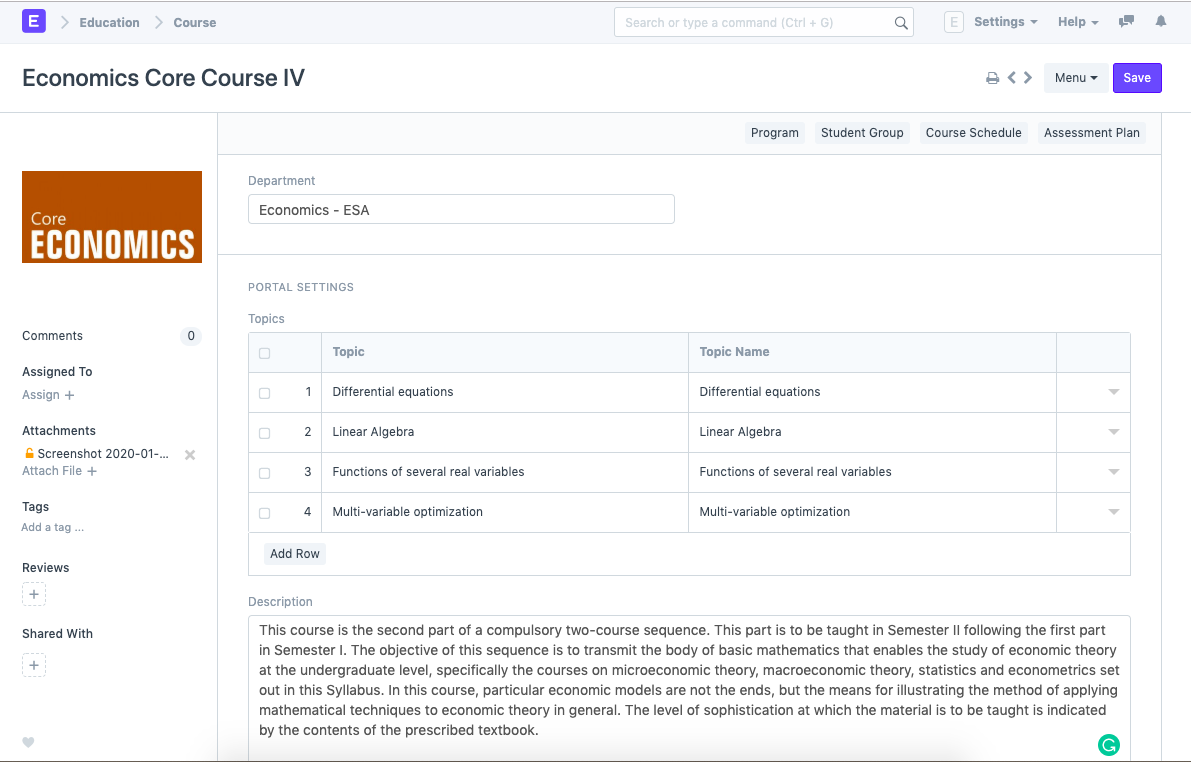 E Education Course
Search or type a command (Ctrl + G)
E Settings Help
Economics Core Course IV
Menu Save
Program Student Group Course Schedule Assessment Plan
Core
ECONOMICS
Comments 0
Assigned To
Assign +
Attachments
Screenshot 2020-01-...
Attach File +
Tags
Add a tag ...
Reviews
+
Shared With
+
Department
Economics - ESA
PORTAL SETTINGS
Topics
Topic Topic Name
1 Differential equations Differential equations
2 Linear Algebra Linear Algebra
3 Functions of several real variables Functions of several real variables
4 Multi-variable optimization Multi-variable optimization
Add Row
Description
This course is the second part of a compulsory two-course sequence. This part is to be taught in Semester II following the first part
in Semester I. The objective of this sequence is to transmit the body of basic mathematics that enables the study of economic theory
at the undergraduate level, specifically the courses on microeconomic theory, macroeconomic theory, statistics and econometrics set
out in this Syllabus. In this course, particular economic models are not the ends, but the means for illustrating the method of applying
mathematical techniques to economic theory in general. The level of sophistication at which the material is to be taught is indicated
by the contents of the prescribed textbook.